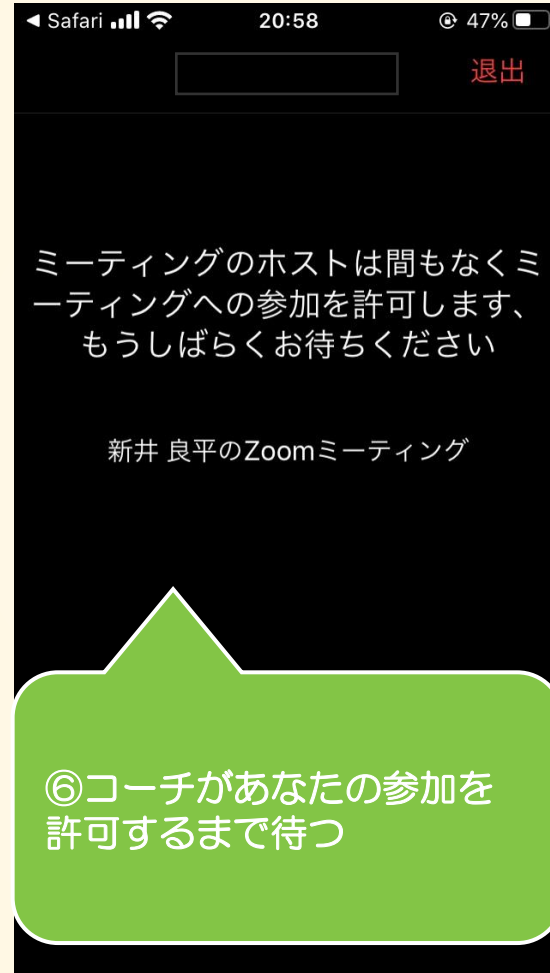 ◀ Safari
20:58
47%
退出
ミーティングのホストは間もなくミ
ーティングへの参加を許可します、
もうしばらくお待ちください
新井 良平のZoomミーティング
⑥コーチがあなたの参加を
許可するまで待つ